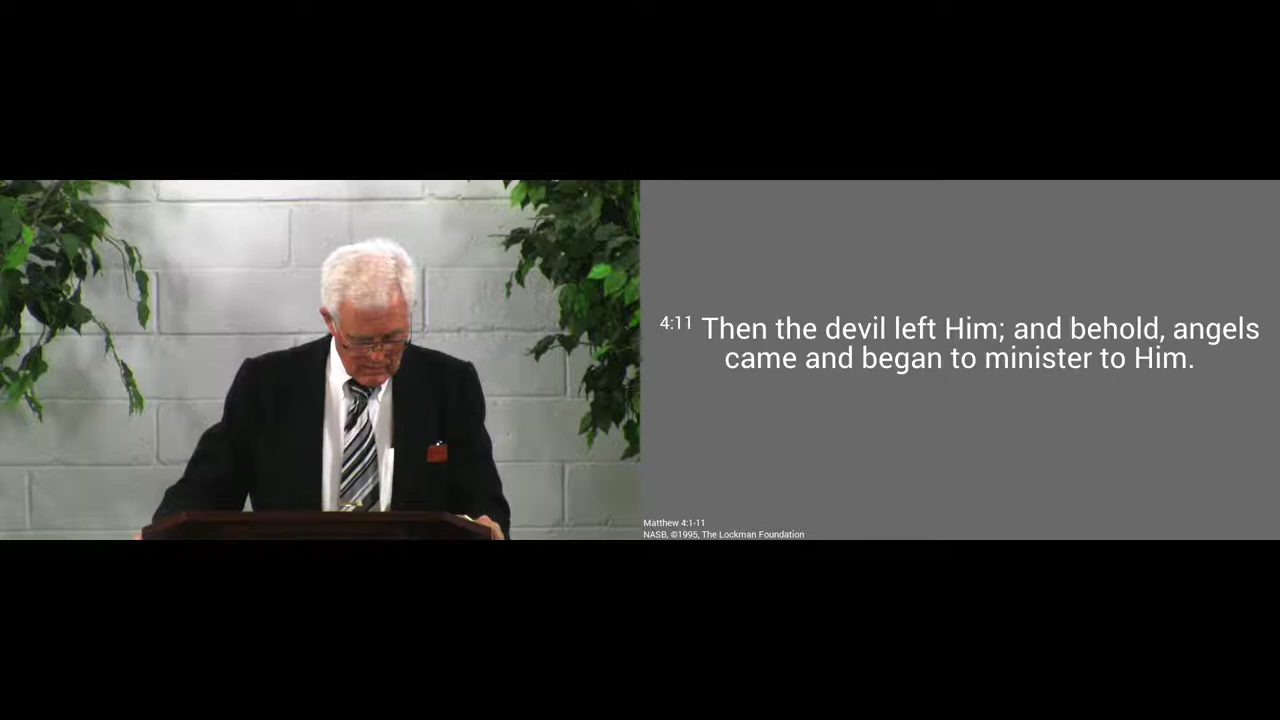 4:11 Then the devil left Him; and behold, angels
came and began to minister to Him.
Matthew 4:1-11
NASB, ©1995, The Lockman Foundation